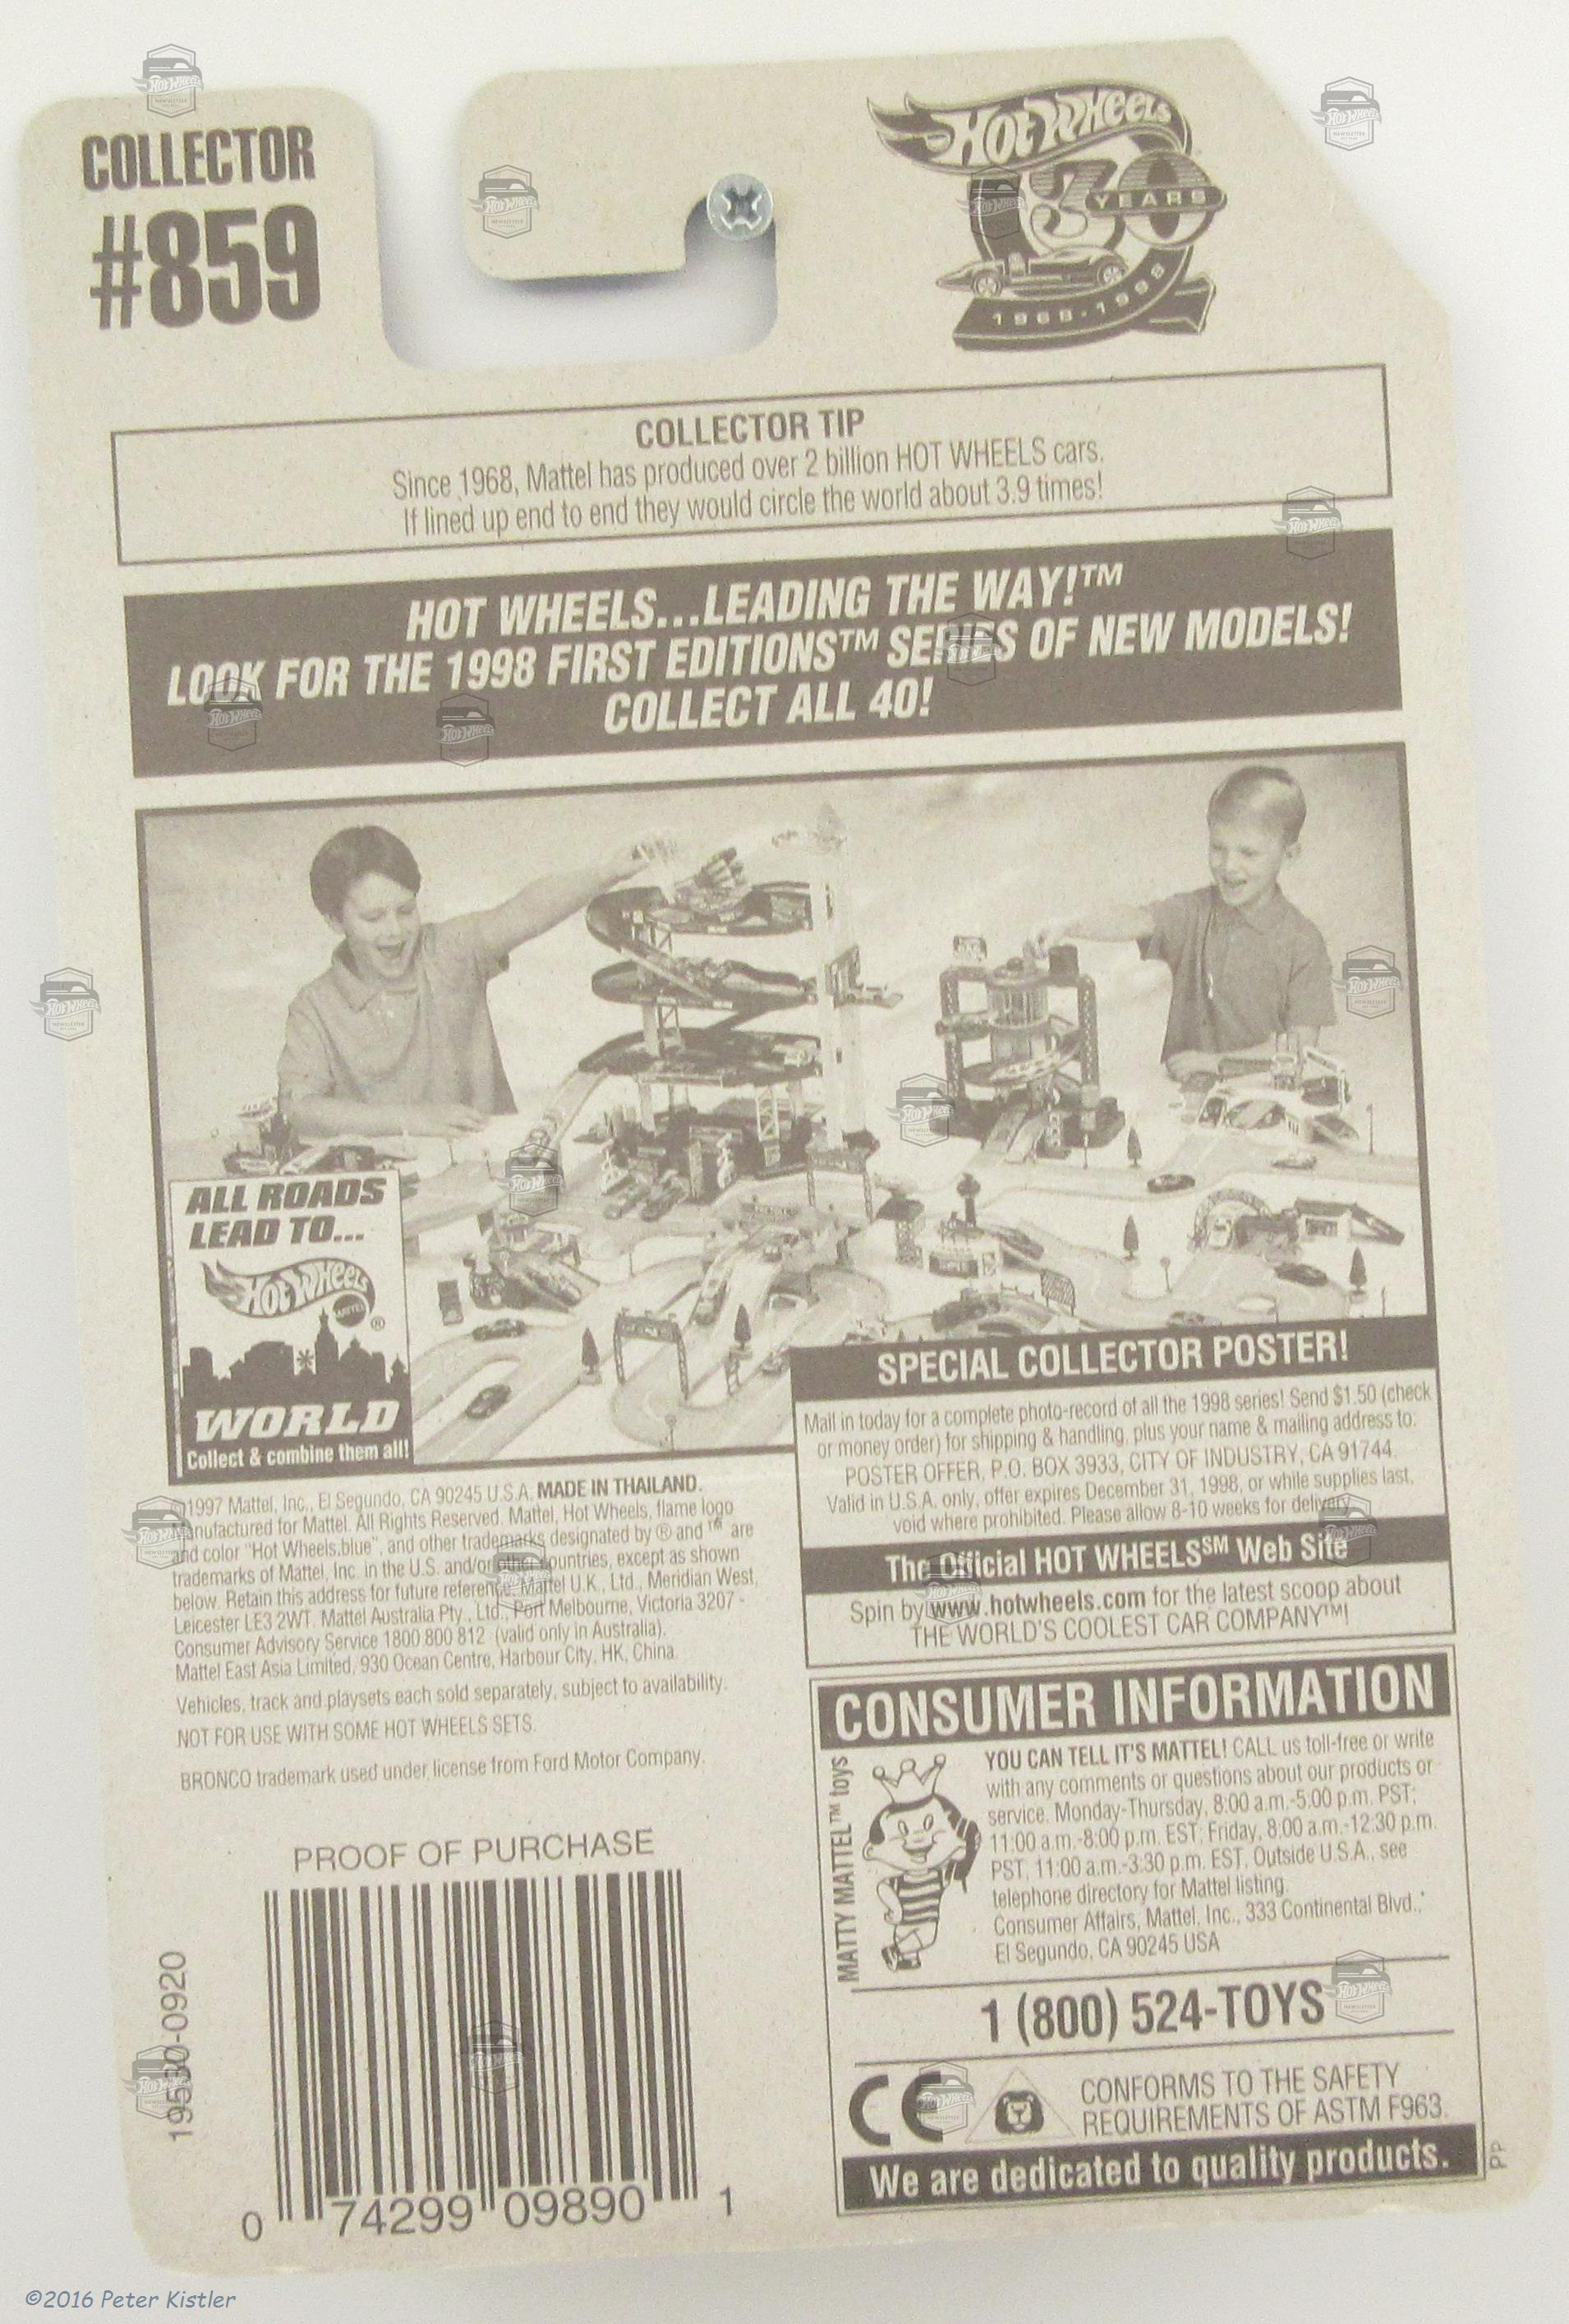 COLLECTOR
#859
Hot Wheels
30
YEARS
1968-1998
COLLECTOR TIP
Since 1968, Mattel has produced over 2 billion HOT WHEELS cars.
If lined up end to end they would circle the world about 3.9 times!
HOT WHEELS...LEADING THE WAY!™
LOOK FOR THE 1998 FIRST EDITIONS™ SERIES OF NEW MODELS!
COLLECT ALL 40!
ALL ROADS
LEAD TO...
Hot Wheels
MATTEL
®
WORLD
Collect & combine them all!
SPECIAL COLLECTOR POSTER!
Mail in today for a complete photo-record of all the 1998 series! Send $1.50 (check
or money order) for shipping & handling, plus your name & mailing address to:
POSTER OFFER, P.O. BOX 3933, CITY OF INDUSTRY, CA 91744.
Valid in U.S.A. only, offer expires December 31, 1998, or while supplies last,
void where prohibited. Please allow 8-10 weeks for delivery.
The Official HOT WHEELS℠ Web Site
Spin by www.hotwheels.com for the latest scoop about
THE WORLD'S COOLEST CAR COMPANY™!
©1997 Mattel, Inc., El Segundo, CA 90245 U.S.A. MADE IN THAILAND.
Manufactured for Mattel. All Rights Reserved. Mattel, Hot Wheels, flame logo
and color "Hot Wheels blue", and other trademarks designated by ® and ™ are
trademarks of Mattel, Inc. in the U.S. and/or other countries, except as shown
below. Retain this address for future reference: Mattel U.K., Ltd., Meridian West,
Leicester LE3 2WT. Mattel Australia Pty., Ltd., Port Melbourne, Victoria 3207 -
Consumer Advisory Service 1800 800 812 (valid only in Australia).
Mattel East Asia Limited, 930 Ocean Centre, Harbour City, HK, China.
Vehicles, track and playsets each sold separately, subject to availability.
NOT FOR USE WITH SOME HOT WHEELS SETS.
BRONCO trademark used under license from Ford Motor Company.
PROOF OF PURCHASE
19530-0920
0 74299 09890 1
CONSUMER INFORMATION
MATTY MATTEL™ toys
YOU CAN TELL IT'S MATTEL! CALL us toll-free or write
with any comments or questions about our products or
service. Monday-Thursday, 8:00 a.m.-5:00 p.m. PST;
11:00 a.m.-8:00 p.m. EST; Friday, 8:00 a.m.-12:30 p.m.
PST, 11:00 a.m.-3:30 p.m. EST, Outside U.S.A., see
telephone directory for Mattel listing.
Consumer Affairs, Mattel, Inc., 333 Continental Blvd.,
El Segundo, CA 90245 USA
1 (800) 524-TOYS
CE
CONFORMS TO THE SAFETY
REQUIREMENTS OF ASTM F963.
We are dedicated to quality products.
PP
©2016 Peter Kistler